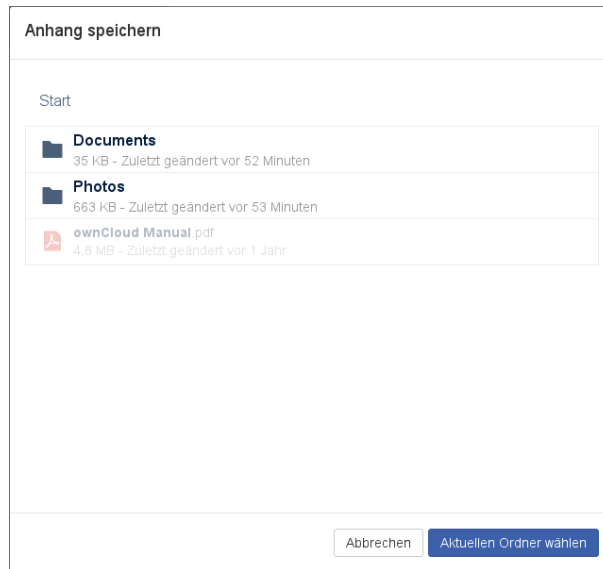 Anhang speichern
Start
Documents
35 KB - Zuletzt geändert vor 52 Minuten
Photos
663 KB - Zuletzt geändert vor 53 Minuten
ownCloud Manual.pdf
4.8 MB - Zuletzt geändert vor 1 Jahr
Abbrechen Aktuellen Ordner wählen